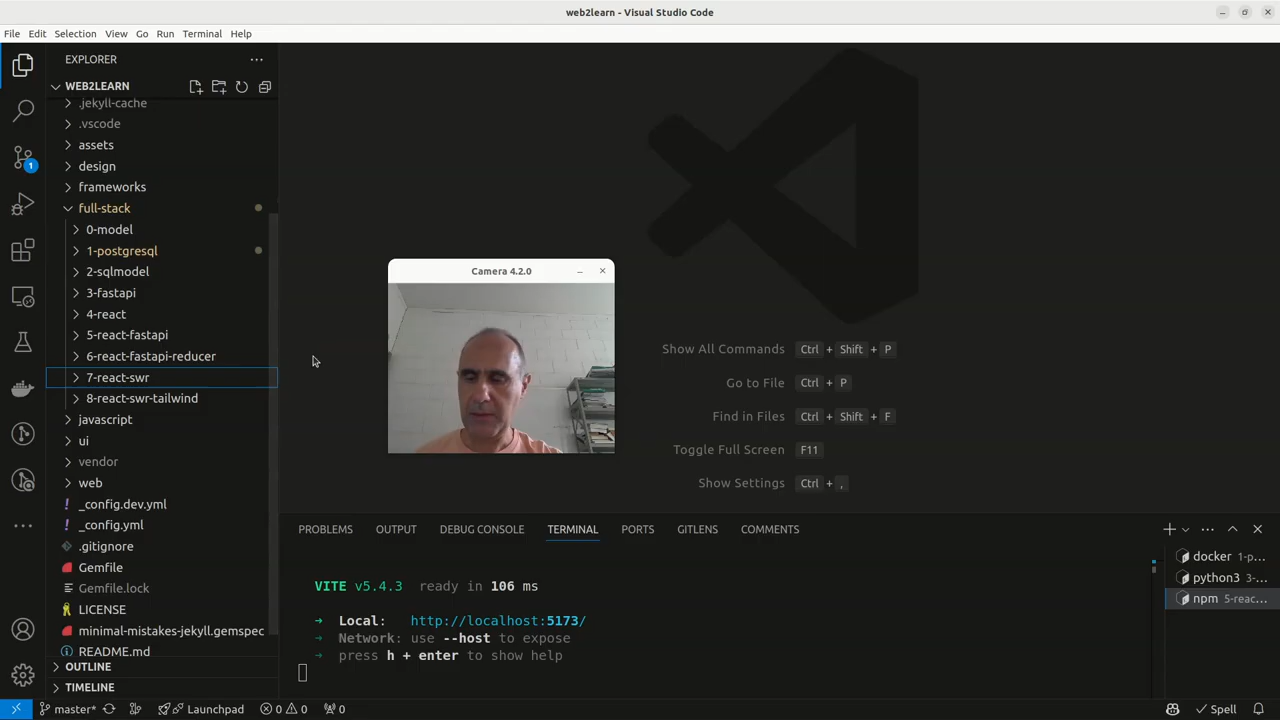 web2learn - Visual Studio Code
File Edit Selection View Go Run Terminal Help
EXPLORER
WEB2LEARN
.jekyll-cache
.vscode
assets
design
frameworks
full-stack
0-model
1-postgresql
2-sqlmodel
3-fastapi
4-react
5-react-fastapi
6-react-fastapi-reducer
7-react-swr
8-react-swr-tailwind
javascript
ui
vendor
web
_config.dev.yml
_config.yml
.gitignore
Gemfile
Gemfile.lock
LICENSE
minimal-mistakes-jekyll.gemspec
README.md
OUTLINE
TIMELINE
Camera 4.2.0
Show All Commands Ctrl + Shift + P
Go to File Ctrl + P
Find in Files Ctrl + Shift + F
Toggle Full Screen F11
Show Settings Ctrl + ,
PROBLEMS OUTPUT DEBUG CONSOLE TERMINAL PORTS GITLENS COMMENTS
VITE v5.4.3 ready in 106 ms
➜ Local: http://localhost:5173/
➜ Network: use --host to expose
➜ press h + enter to show help
docker 1-p...
python3 3-...
npm 5-reac...
1
master* Launchpad 0 0 0 Spell